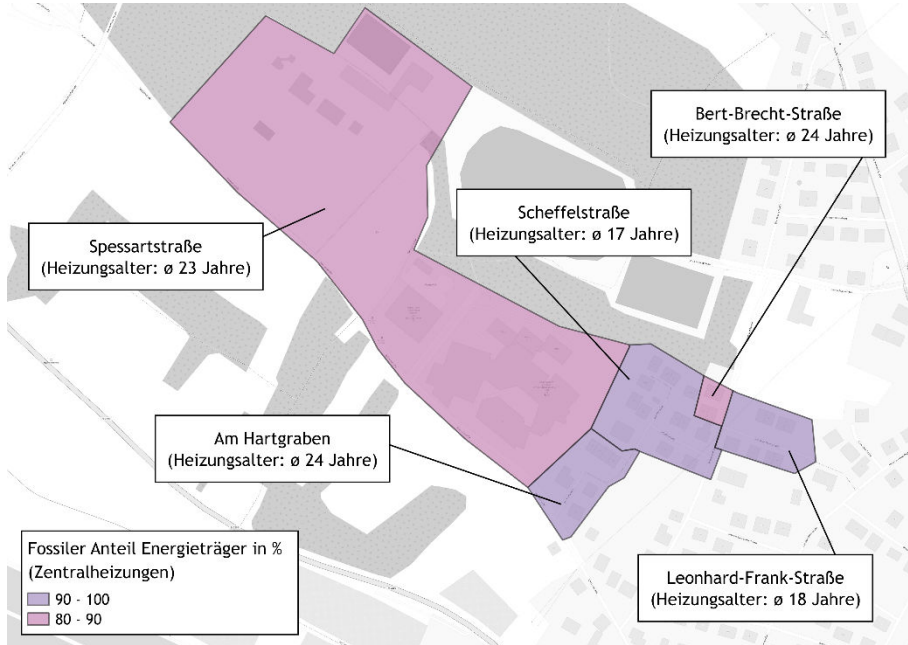 Bert-Brecht-Straße
(Heizungsalter: ø 24 Jahre)
Scheffelstraße
(Heizungsalter: ø 17 Jahre)
Spessartstraße
(Heizungsalter: ø 23 Jahre)
Am Hartgraben
(Heizungsalter: ø 24 Jahre)
Leonhard-Frank-Straße
(Heizungsalter: ø 18 Jahre)
Fossiler Anteil Energieträger in %
(Zentralheizungen)
90 - 100
80 - 90